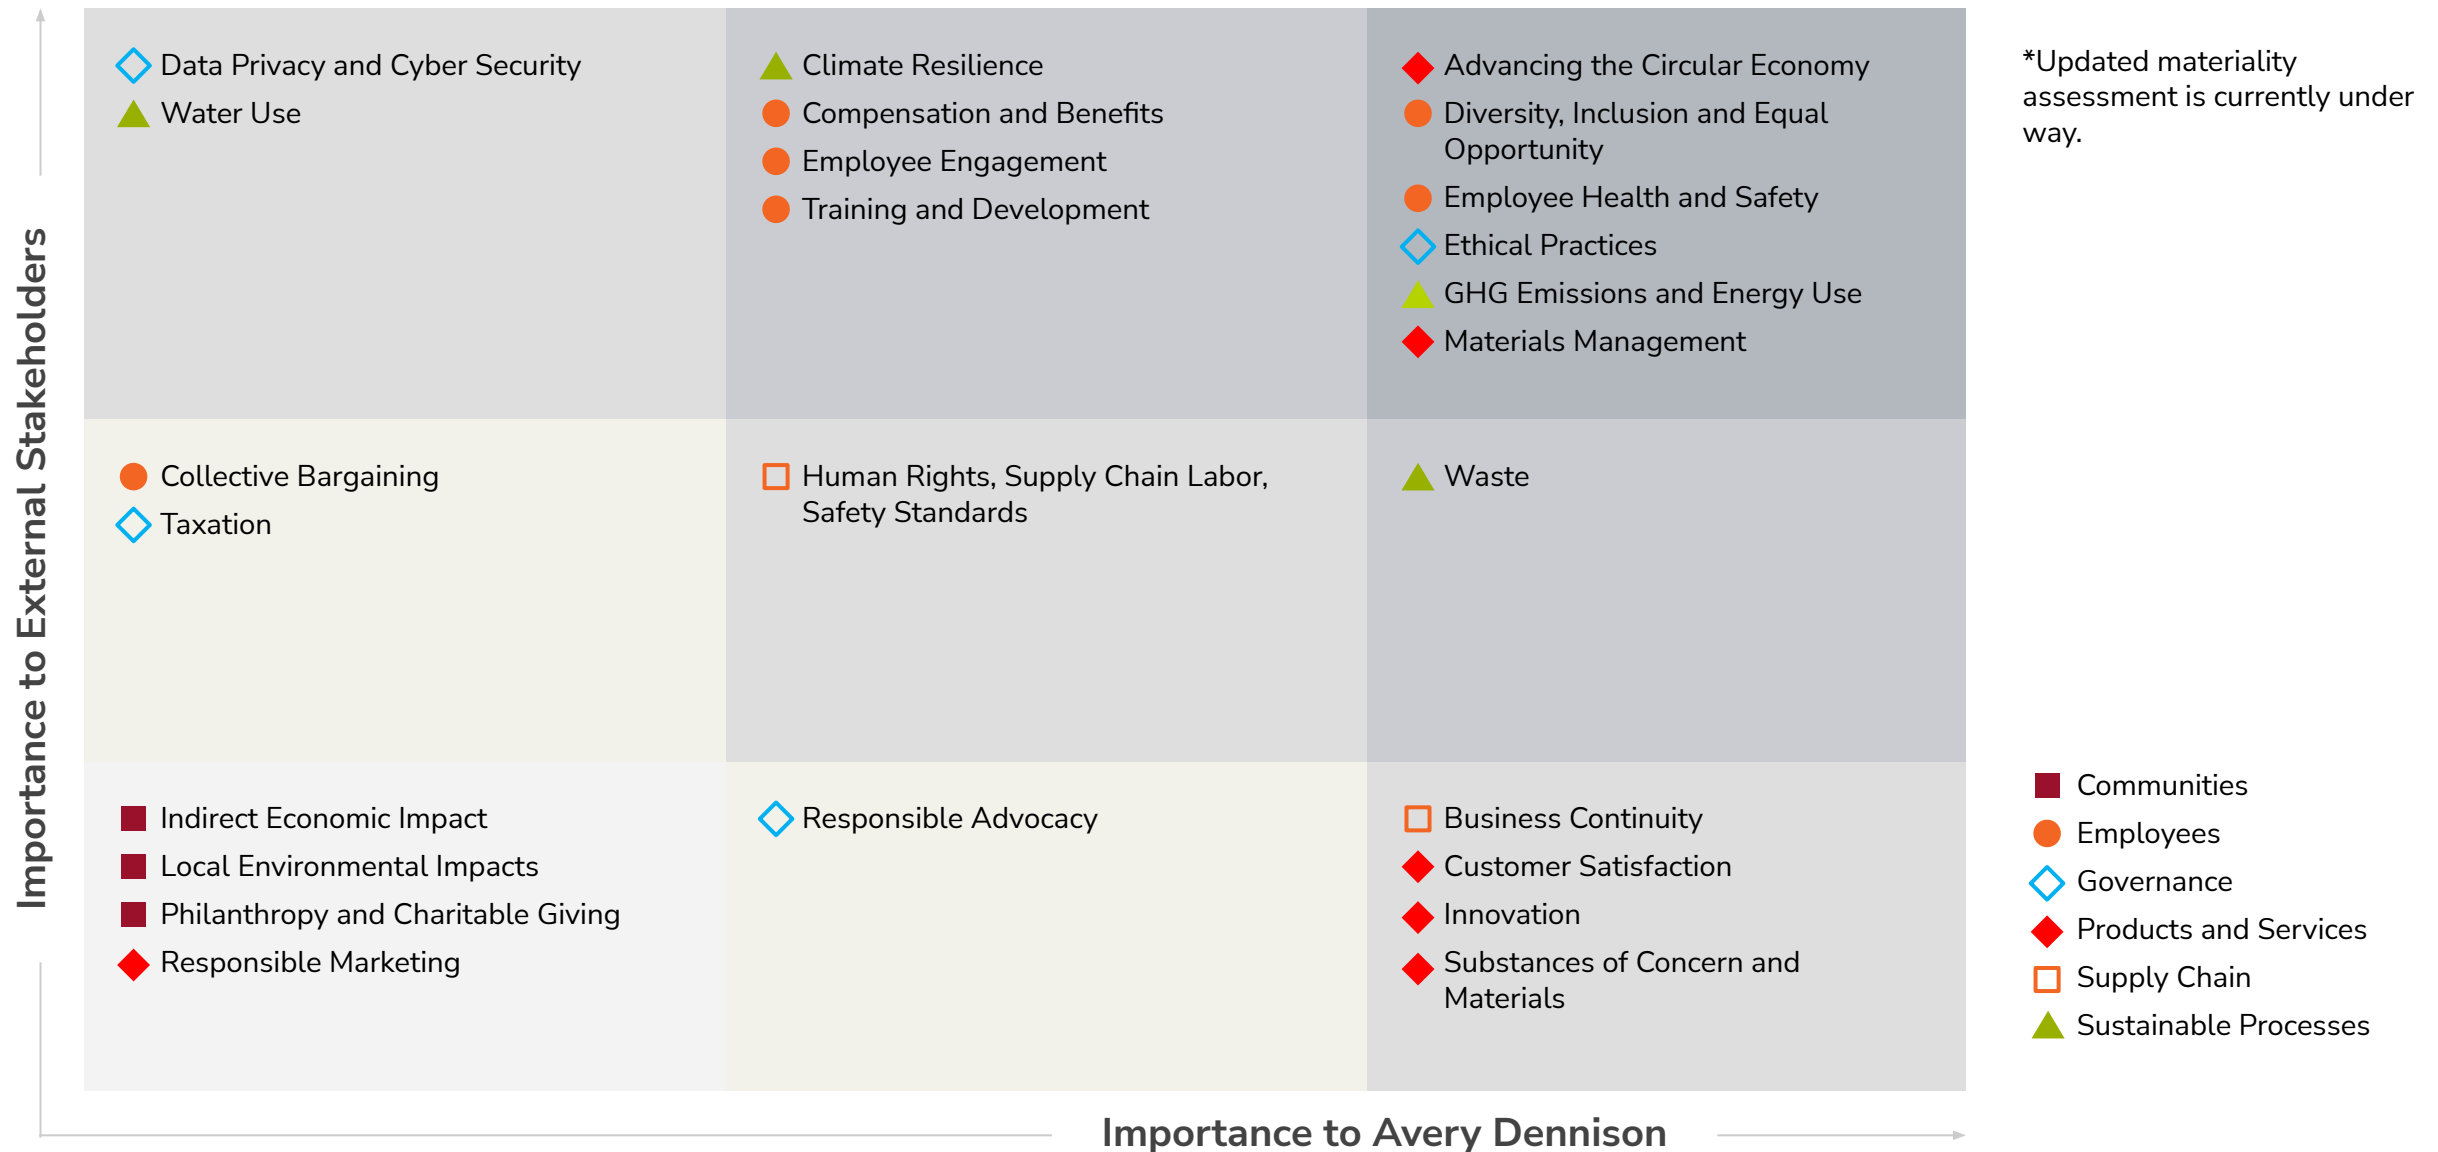 Importance to External Stakeholders
Data Privacy and Cyber Security
Water Use
Climate Resilience
Compensation and Benefits
Employee Engagement
Training and Development
Advancing the Circular Economy
Diversity, Inclusion and Equal
Opportunity
Employee Health and Safety
Ethical Practices
GHG Emissions and Energy Use
Materials Management
*Updated materiality
assessment is currently under
way.
Collective Bargaining
Taxation
Human Rights, Supply Chain Labor,
Safety Standards
Waste
Indirect Economic Impact
Local Environmental Impacts
Philanthropy and Charitable Giving
Responsible Marketing
Responsible Advocacy
Business Continuity
Customer Satisfaction
Innovation
Substances of Concern and
Materials
Communities
Employees
Governance
Products and Services
Supply Chain
Sustainable Processes
Importance to Avery Dennison